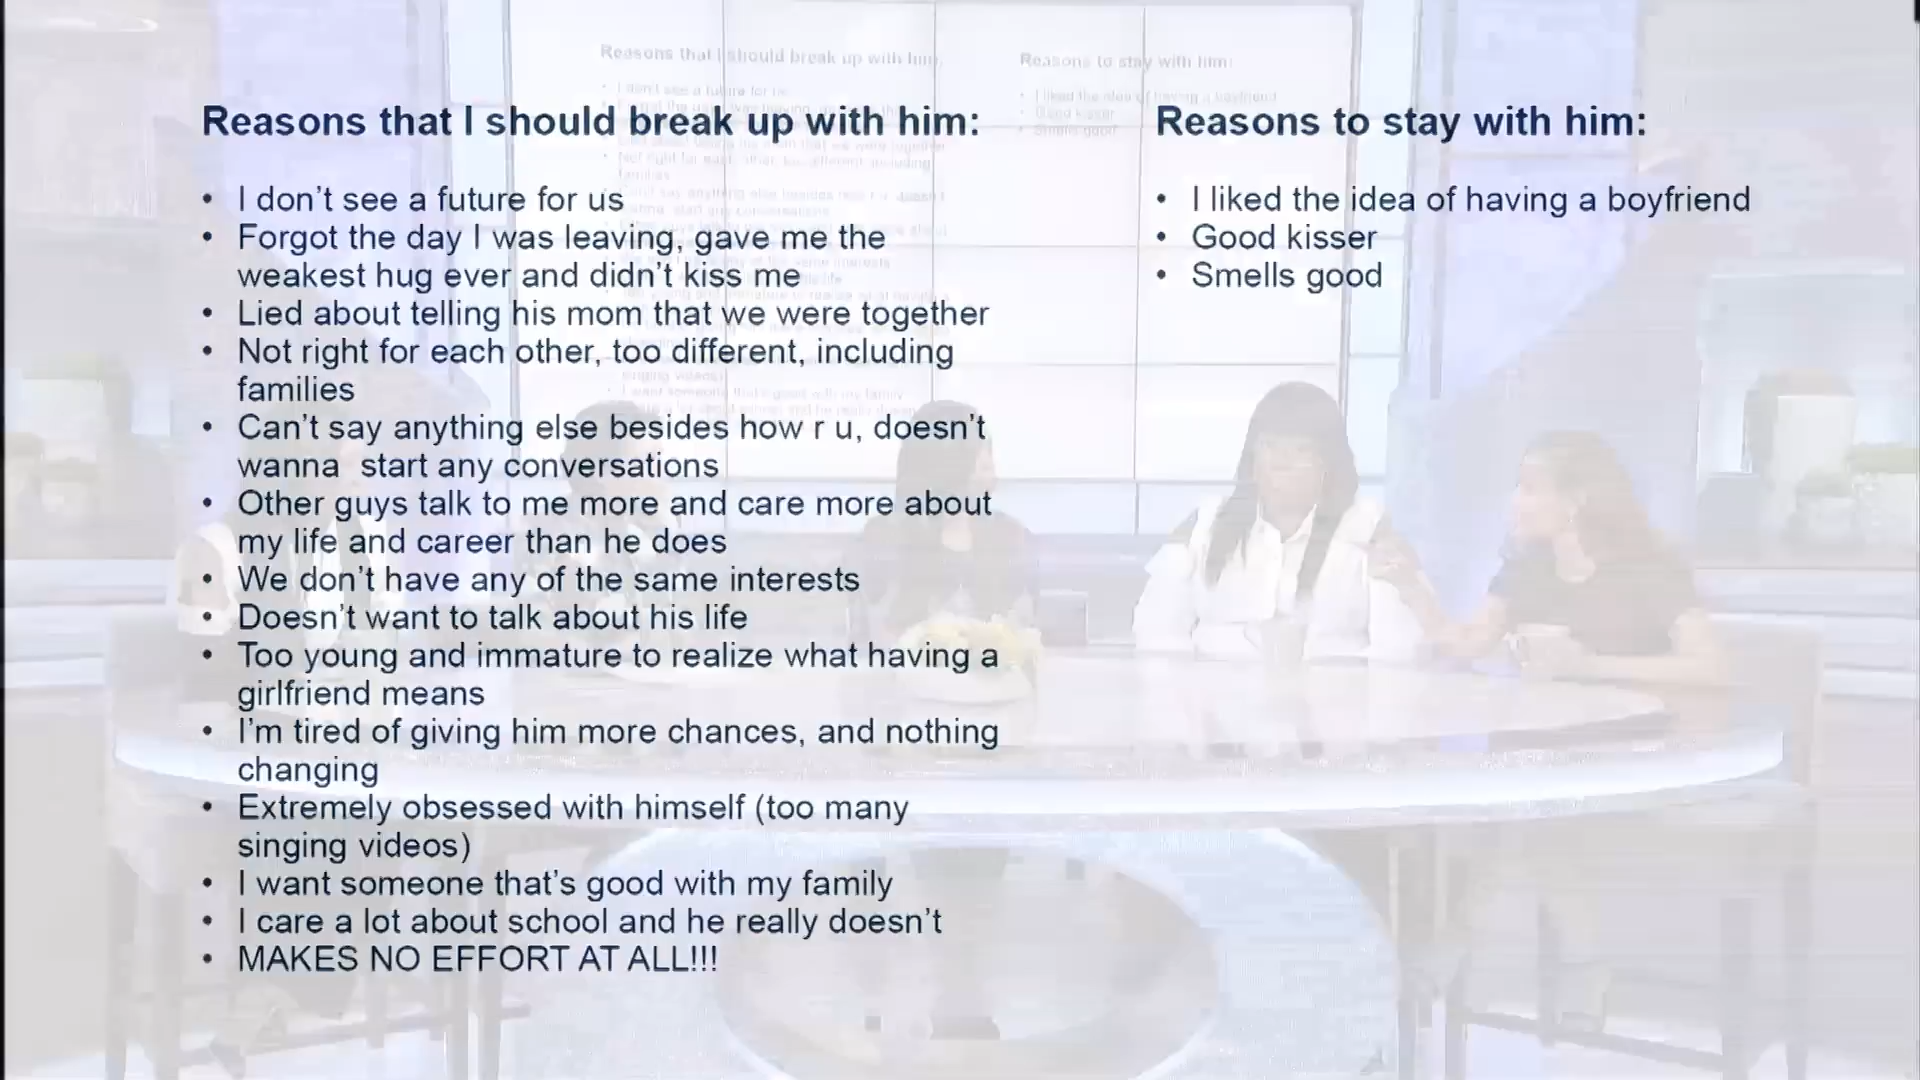 Reasons that I should break up with him:
• I don't see a future for us
• Forgot the day I was leaving, gave me the
weakest hug ever and didn't kiss me
• Lied about telling his mom that we were together
• Not right for each other, too different, including
families
• Can't say anything else besides how r u, doesn't
wanna  start any conversations
• Other guys talk to me more and care more about
my life and career than he does
• We don't have any of the same interests
• Doesn't want to talk about his life
• Too young and immature to realize what having a
girlfriend means
• I'm tired of giving him more chances, and nothing
changing
• Extremely obsessed with himself (too many
singing videos)
• I want someone that's good with my family
• I care a lot about school and he really doesn't
• MAKES NO EFFORT AT ALL!!!
Reasons to stay with him:
• I liked the idea of having a boyfriend
• Good kisser
• Smells good